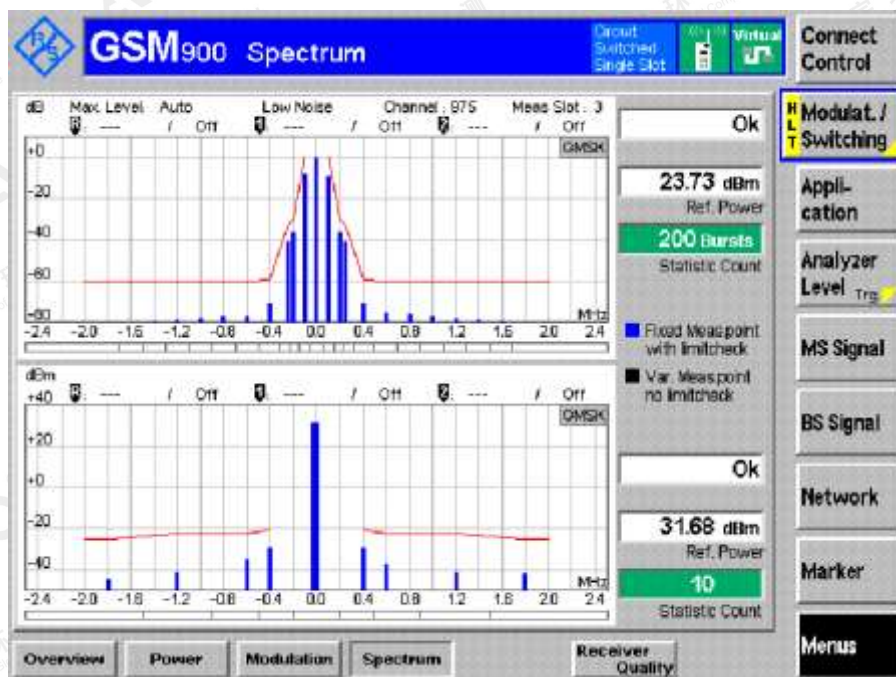 R&S
GSM900 Spectrum
Circuit Switched Single Slot
Virtual
Connect Control
dB Max. Level Auto Low Noise Channel: 975 Meas Slot: 3
R: --- / Off 1: --- / Off 2: --- / Off
GMSK
+0
-20
-40
-60
-80
MHz
-2.4 -2.0 -1.6 -1.2 -0.8 -0.4 0.0 0.4 0.8 1.2 1.6 2.0 2.4
Ok
23.73 dBm
Ref. Power
200 Bursts
Statistic Count
Fixed Meas point
with limitcheck
Var. Meas point
no limitcheck
dBm
R: --- / Off 1: --- / Off 2: --- / Off
+40
GMSK
+20
+0
-20
-40
MHz
-2.4 -2.0 -1.6 -1.2 -0.8 -0.4 0.0 0.4 0.8 1.2 1.6 2.0 2.4
Ok
31.68 dBm
Ref. Power
10
Statistic Count
HLT
Modulat. /
Switching
Appli-
cation
Analyzer
Level Trg
MS Signal
BS Signal
Network
Marker
Menus
Overview
Power
Modulation
Spectrum
Receiver
Quality